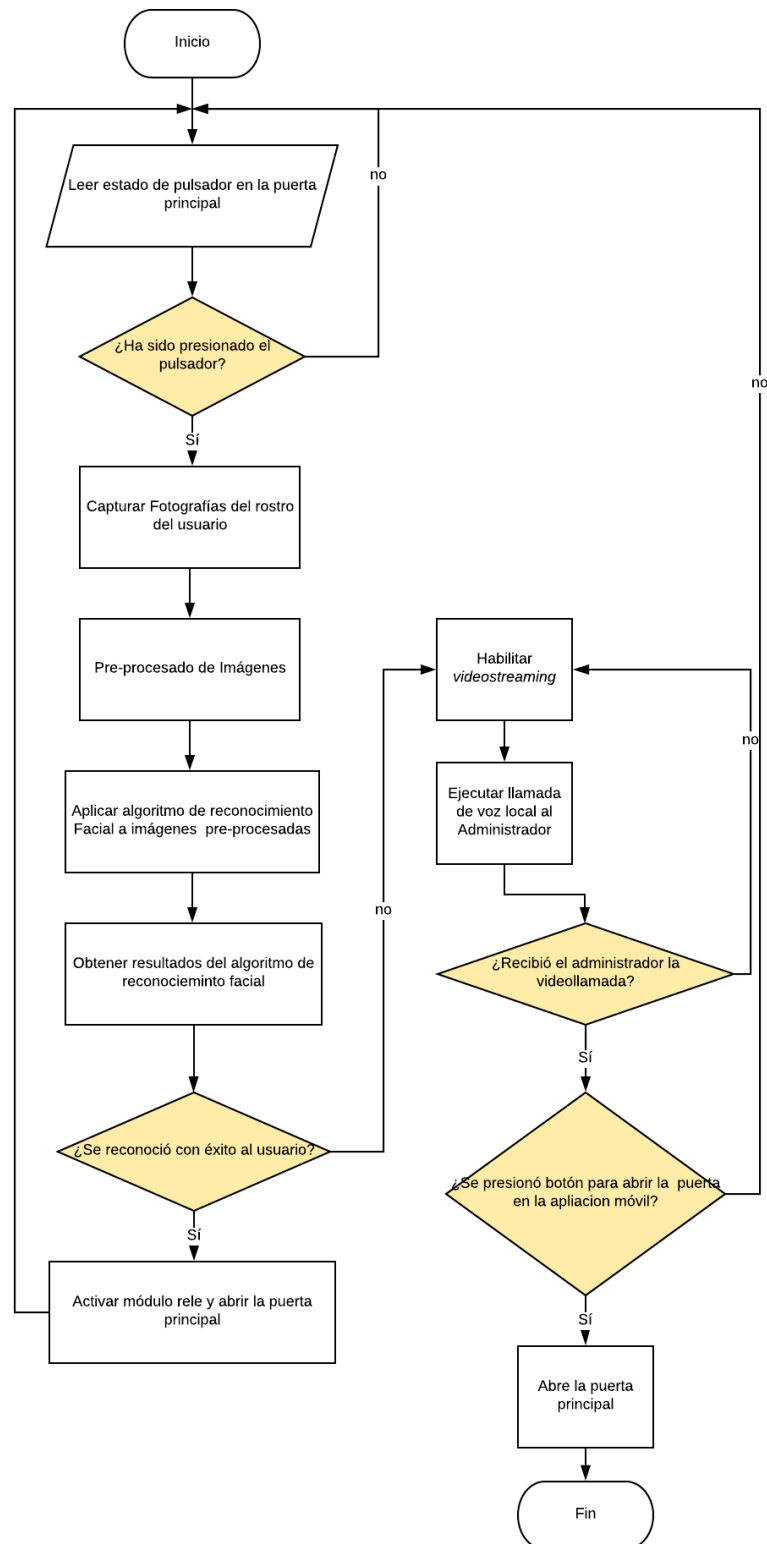 Inicio
Leer estado de pulsador en la puerta
principal
no
¿Ha sido presionado el
pulsador?
Sí
no
Capturar Fotografías del rostro
del usuario
Pre-procesado de Imágenes
Habilitar
videostreaming
no
Aplicar algoritmo de reconocimiento
Facial a imágenes pre-procesadas
Ejecutar llamada
de voz local al
Administrador
no
Obtener resultados del algoritmo de
reconocieminto facial
¿Recibió el administrador la
videollamada?
Sí
¿Se reconoció con éxito al usuario?
¿Se presionó botón para abrir la puerta
en la apliacion móvil?
Sí
Activar módulo rele y abrir la puerta
principal
Sí
Abre la puerta
principal
Fin